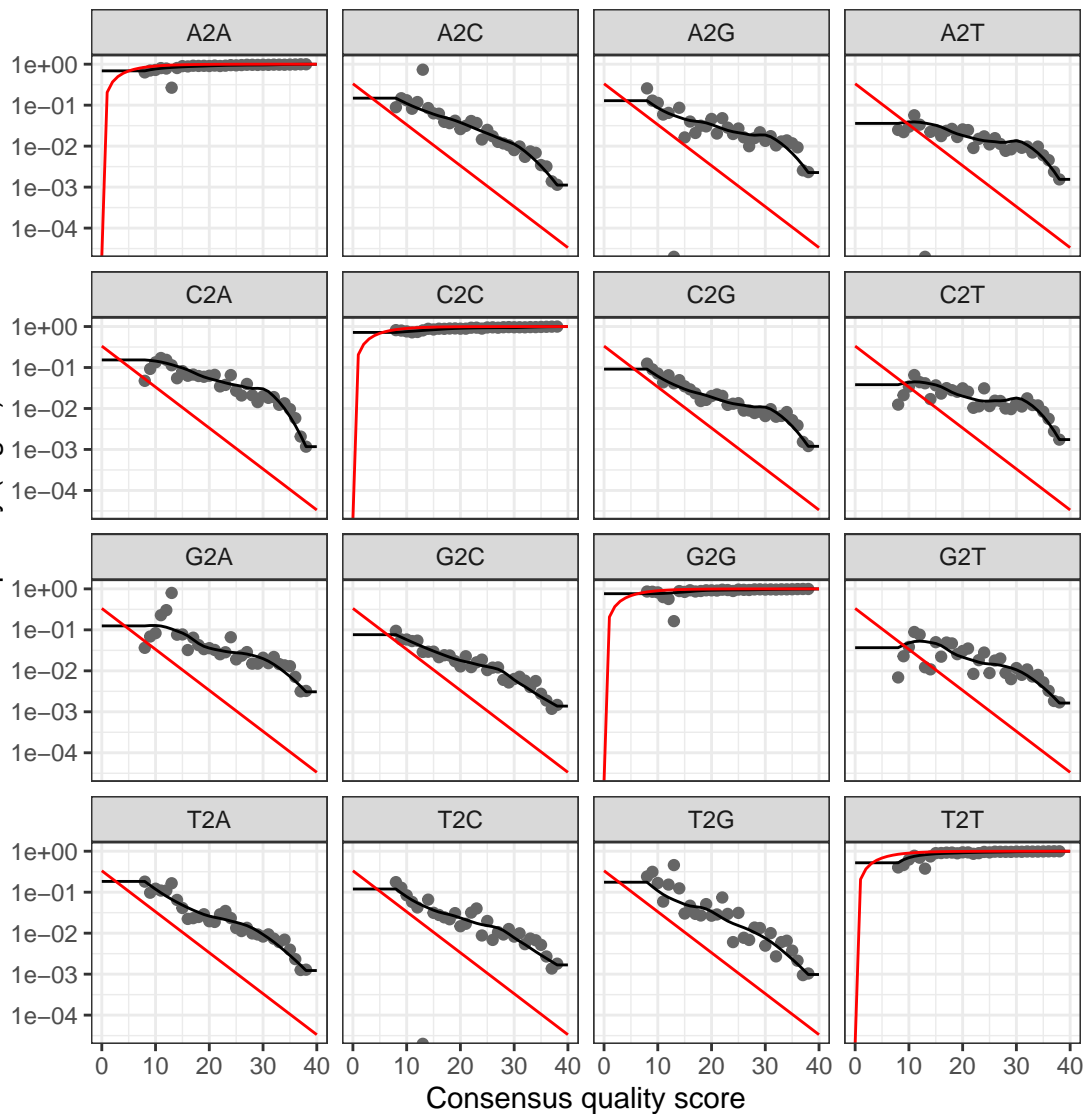 A2A A2C A2G A2T
1e+00
1e−01
1e−02
1e−03
1e−04
C2A C2C C2G C2T
1e+00
1e−01
1e−02
1e−03
1e−04
G2A G2C G2G G2T
1e+00
1e−01
1e−02
1e−03
1e−04
T2A T2C T2G T2T
1e+00
1e−01
1e−02
1e−03
1e−04
0 10 20 30 40 0 10 20 30 40 0 10 20 30 40 0 10 20 30 40
Consensus quality score